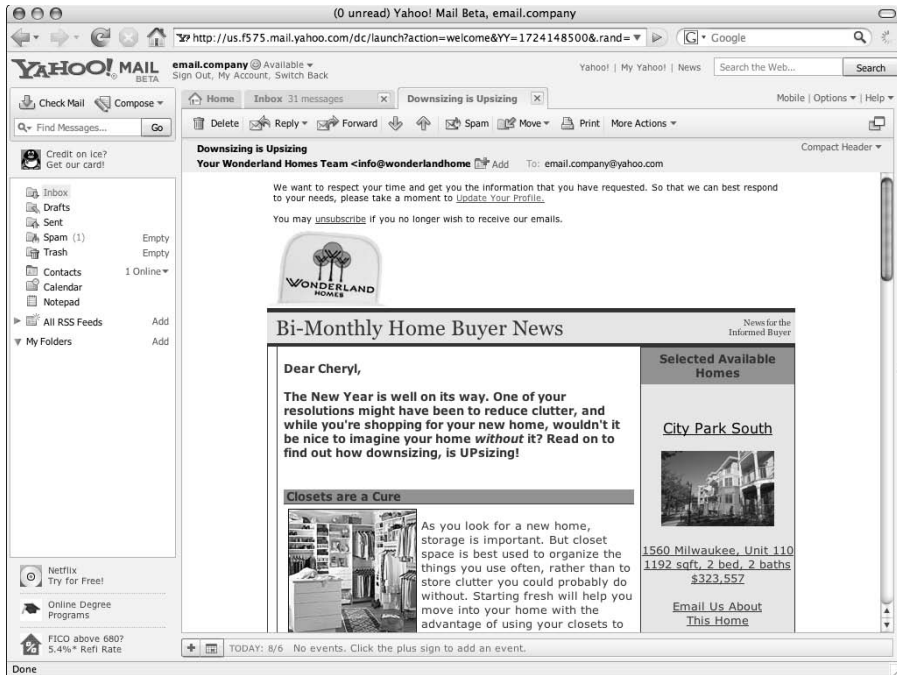 (0 unread) Yahoo! Mail Beta, email.company
http://us.f575.mail.yahoo.com/dc/launch?action=welcome&YY=1724148500&.rand=
G Google
YAHOO! MAIL
BETA
email.company Available
Sign Out, My Account, Switch Back
Yahoo! | My Yahoo! | News
Search the Web...
Search
Check Mail Compose
Find Messages... Go
Home
Inbox 31 messages x
Downsizing is Upsizing x
Mobile | Options | Help
Delete Reply Forward Spam Move Print More Actions
Credit on ice?
Get our card!
Inbox
Drafts
Sent
Spam (1) Empty
Trash Empty
Contacts 1 Online
Calendar
Notepad
All RSS Feeds Add
My Folders Add
Netflix
Try for Free!
Online Degree
Programs
FICO above 680?
5.4%* Refi Rate
Downsizing is Upsizing
Compact Header
Your Wonderland Homes Team <info@wonderlandhome Add To: email.company@yahoo.com
We want to respect your time and get you the information that you have requested. So that we can best respond
to your needs, please take a moment to Update Your Profile.
You may unsubscribe if you no longer wish to receive our emails.
WONDERLAND
HOMES
Bi-Monthly Home Buyer News
News for the
Informed Buyer
Dear Cheryl,
The New Year is well on its way. One of your
resolutions might have been to reduce clutter, and
while you're shopping for your new home, wouldn't it
be nice to imagine your home without it? Read on to
find out how downsizing, is UPsizing!
Closets are a Cure
As you look for a new home,
storage is important. But closet
space is best used to organize the
things you use often, rather than to
store clutter you could probably do
without. Starting fresh will help you
move into your home with the
advantage of using your closets to
Selected Available
Homes
City Park South
1560 Milwaukee, Unit 110
1192 sqft, 2 bed, 2 baths
$323,557
Email Us About
This Home
TODAY: 8/6 No events. Click the plus sign to add an event.
Done